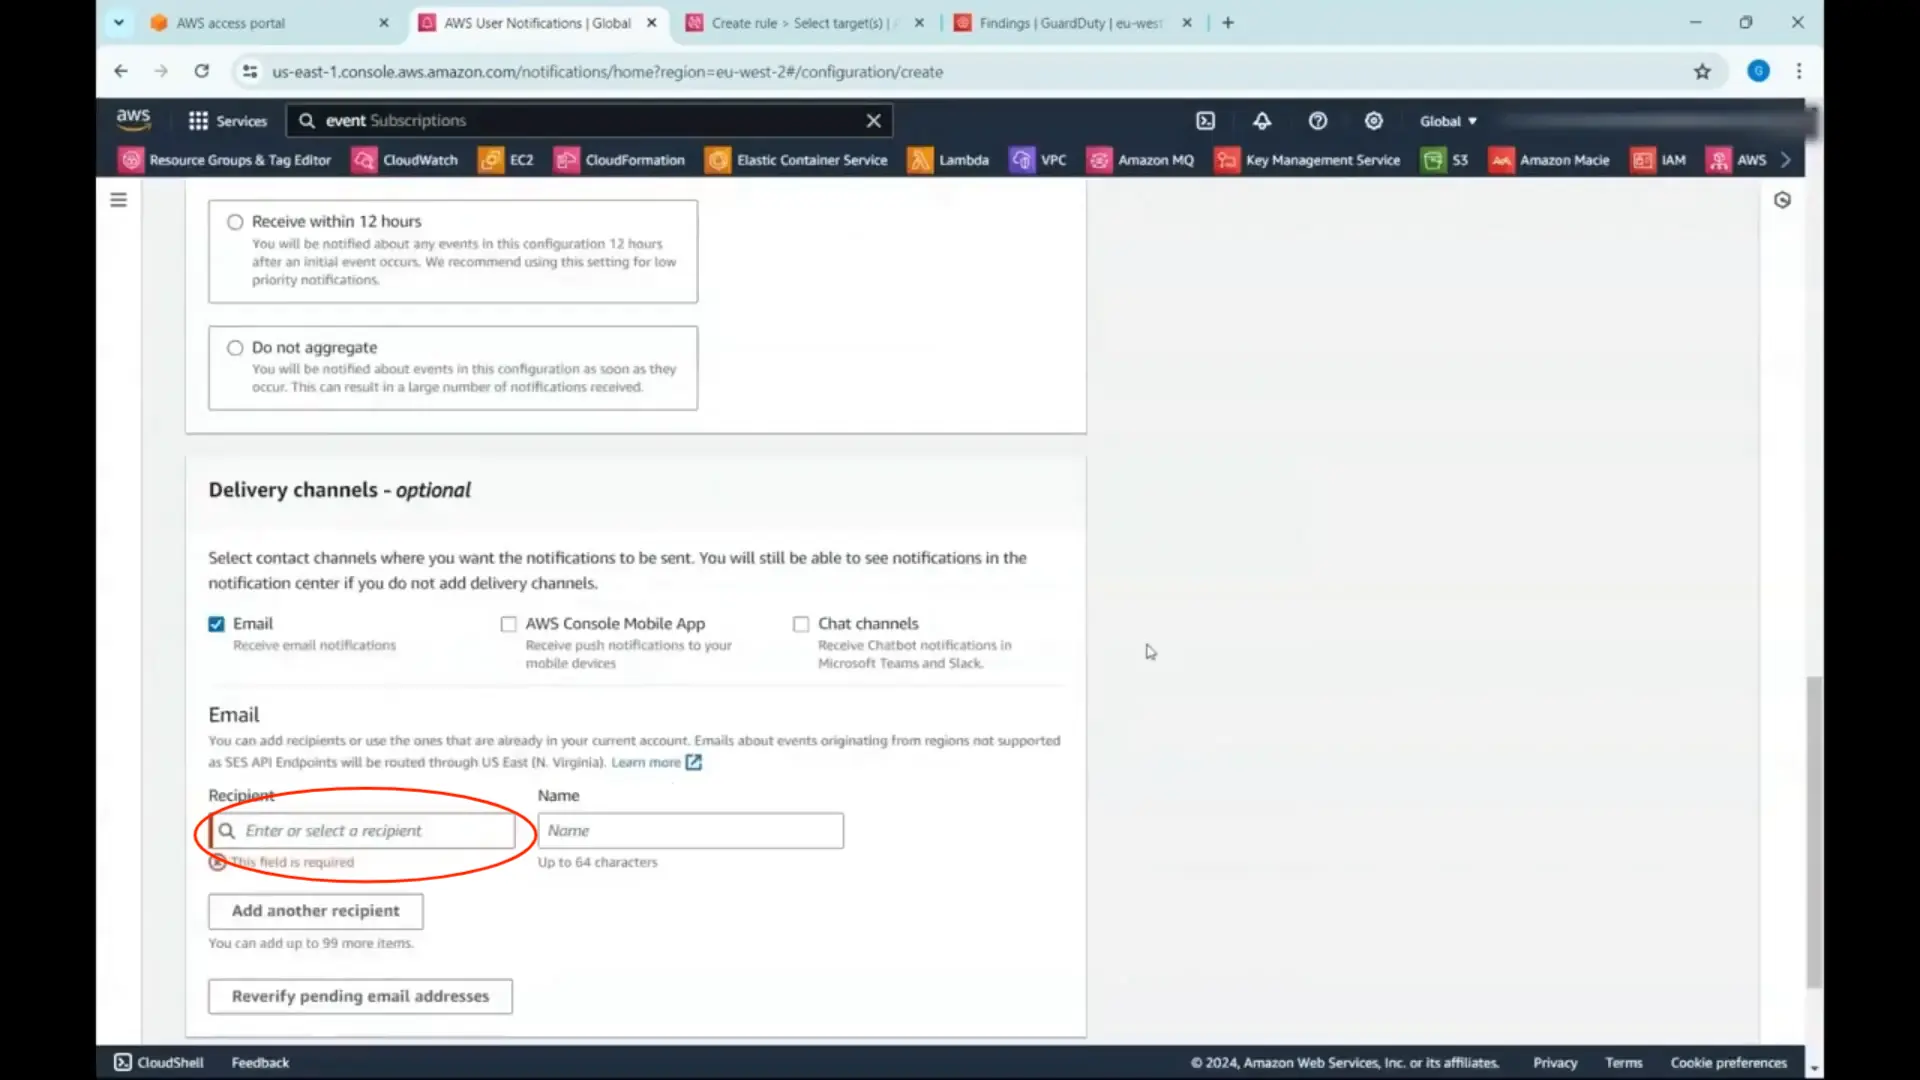 AWS access portal
AWS User Notifications | Global
Create rule > Select target(s) |
Findings | GuardDuty | eu-west
us-east-1.console.aws.amazon.com/notifications/home?region=eu-west-2#/configuration/create
G
aws
Services
event Subscriptions
Global
Resource Groups & Tag Editor
CloudWatch
EC2
CloudFormation
Elastic Container Service
Lambda
VPC
Amazon MQ
Key Management Service
S3
Amazon Macie
IAM
AWS
Receive within 12 hours
You will be notified about any events in this configuration 12 hours
after an initial event occurs. We recommend using this setting for low
priority notifications.
Do not aggregate
You will be notified about events in this configuration as soon as they
occur. This can result in a large number of notifications received.
Delivery channels - optional
Select contact channels where you want the notifications to be sent. You will still be able to see notifications in the
notification center if you do not add delivery channels.
Email
Receive email notifications
AWS Console Mobile App
Receive push notifications to your
mobile devices
Chat channels
Receive Chatbot notifications in
Microsoft Teams and Slack.
Email
You can add recipients or use the ones that are already in your current account. Emails about events originating from regions not supported
as SES API Endpoints will be routed through US East (N. Virginia). Learn more
Recipient
Name
Enter or select a recipient
Name
This field is required
Up to 64 characters
Add another recipient
You can add up to 99 more items.
Reverify pending email addresses
CloudShell
Feedback
© 2024, Amazon Web Services, Inc. or its affiliates.
Privacy
Terms
Cookie preferences